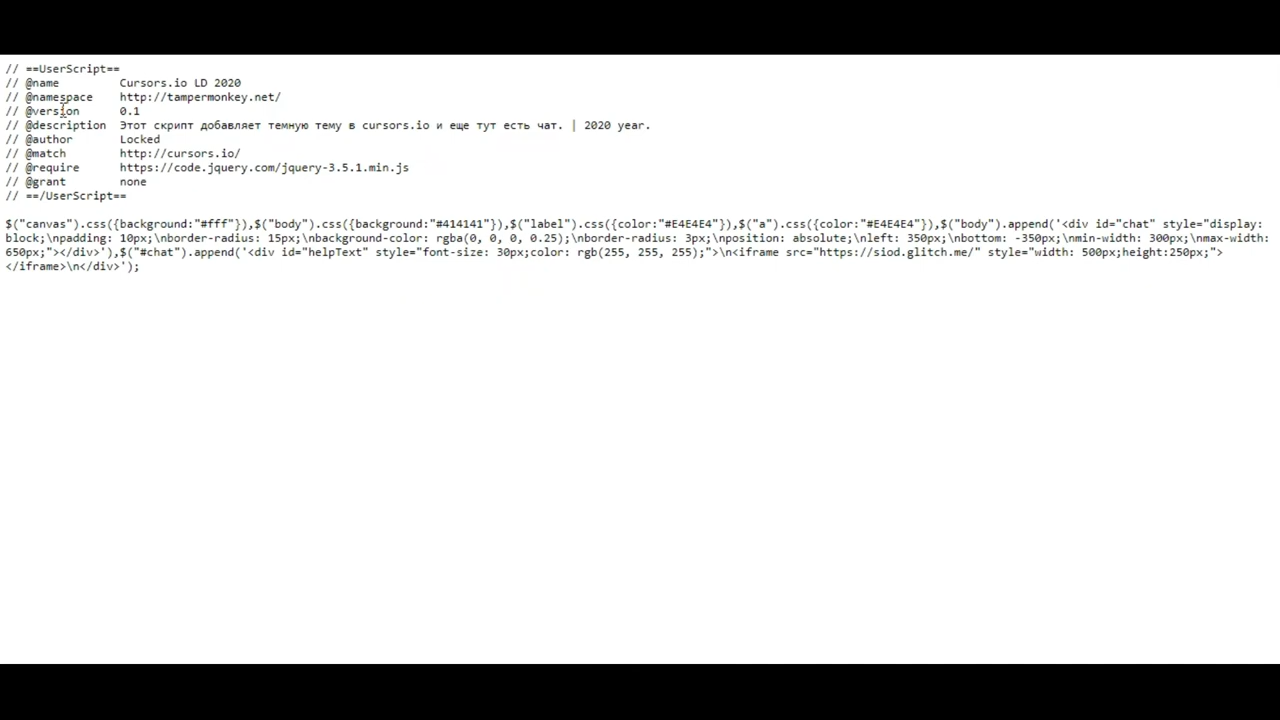 // ==UserScript==
// @name         Cursors.io LD 2020
// @namespace    http://tampermonkey.net/
// @version      0.1
// @description  Этот скрипт добавляет темную тему в cursors.io и еще тут есть чат. | 2020 year.
// @author       Locked
// @match        http://cursors.io/
// @require      https://code.jquery.com/jquery-3.5.1.min.js
// @grant        none
// ==/UserScript==
$("canvas").css({background:"#fff"}),$("body").css({background:"#414141"}),$("label").css({color:"#E4E4E4"}),$("a").css({color:"#E4E4E4"}),$("body").append('<div id="chat" style="display:
block;\npadding: 10px;\nborder-radius: 15px;\nbackground-color: rgba(0, 0, 0, 0.25);\nborder-radius: 3px;\nposition: absolute;\nleft: 350px;\nbottom: -350px;\nmin-width: 300px;\nmax-width:
650px;"></div>'),$("#chat").append('<div id="helpText" style="font-size: 30px;color: rgb(255, 255, 255);">\n<iframe src="https://siod.glitch.me/" style="width: 500px;height:250px;">
</iframe>\n</div>');